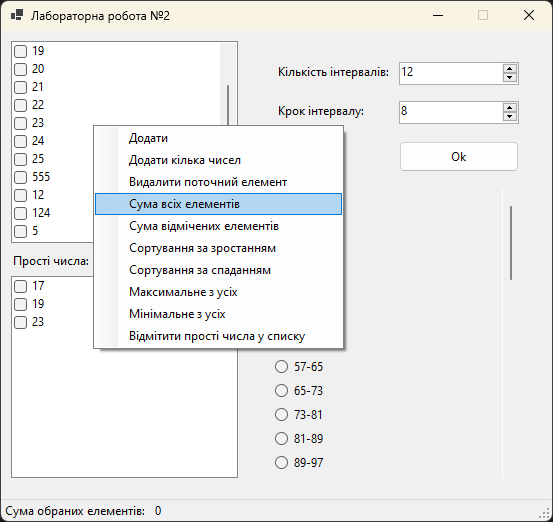 Лабораторна робота №2
19
20
21
22
23
24
25
555
12
124
5
Кількість інтервалів: 12
Крок інтервалу: 8
Ok
Додати
Додати кілька чисел
Видалити поточний елемент
Сума всіх елементів
Сума відмічених елементів
Сортування за зростанням
Сортування за спаданням
Максимальне з усіх
Мінімальне з усіх
Відмітити прості числа у списку
Прості числа:
17
19
23
57-65
65-73
73-81
81-89
89-97
Сума обраних елементів: 0